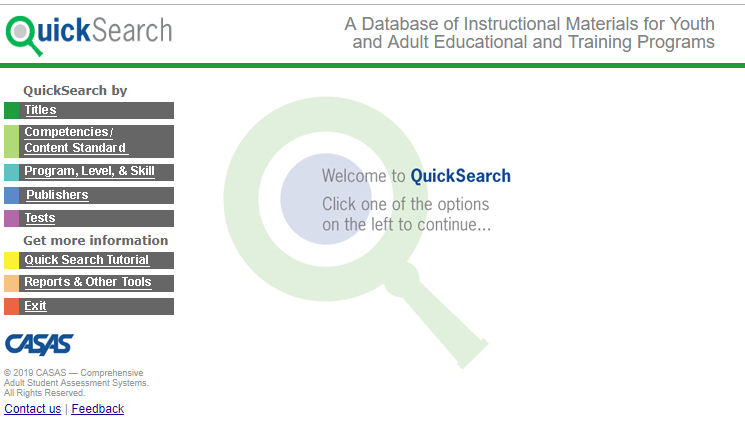 QuickSearch
A Database of Instructional Materials for Youth
and Adult Educational and Training Programs
QuickSearch by
Titles
Competencies/
Content Standard
Program, Level, & Skill
Publishers
Tests
Get more information
Quick Search Tutorial
Reports & Other Tools
Exit
Welcome to QuickSearch
Click one of the options
on the left to continue...
CASAS
© 2019 CASAS — Comprehensive
Adult Student Assessment Systems.
All Rights Reserved.
Contact us | Feedback